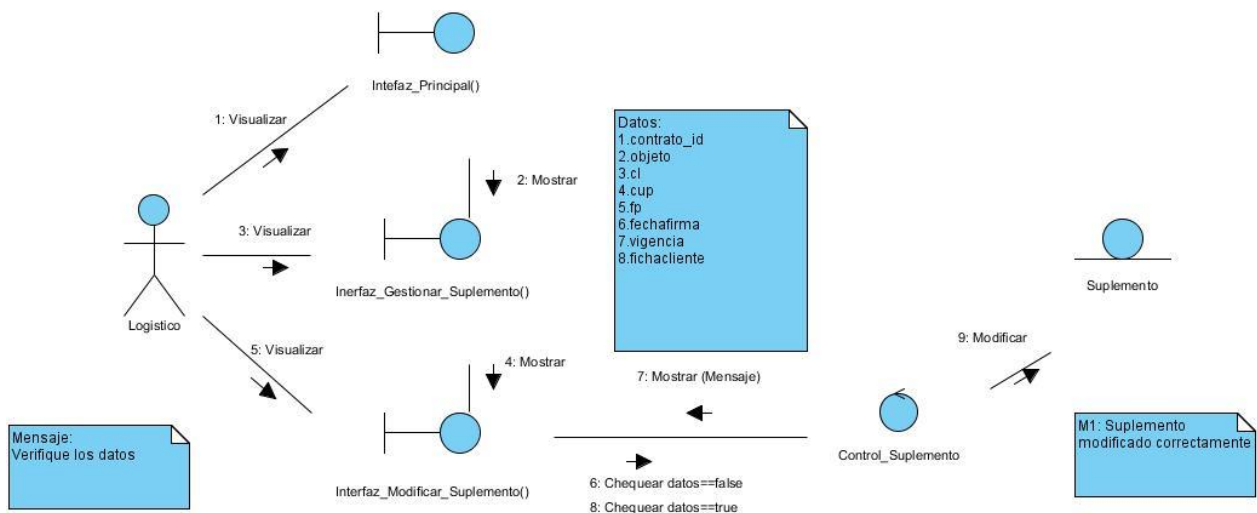 Intefaz_Principal()
1: Visualizar
Datos:
1.contrato_id
2.objeto
3.cl
4.cup
5.fp
6.fechafirma
7.vigencia
8.fichacliente
2: Mostrar
3: Visualizar
Inerfaz_Gestionar_Suplemento()
Suplemento
Logistico
5: Visualizar
4: Mostrar
9: Modificar
7: Mostrar (Mensaje)
Mensaje:
Verifique los datos
M1: Suplemento
modificado correctamente
Control_Suplemento
Interfaz_Modificar_Suplemento()
6: Chequear datos==false
8: Chequear datos==true